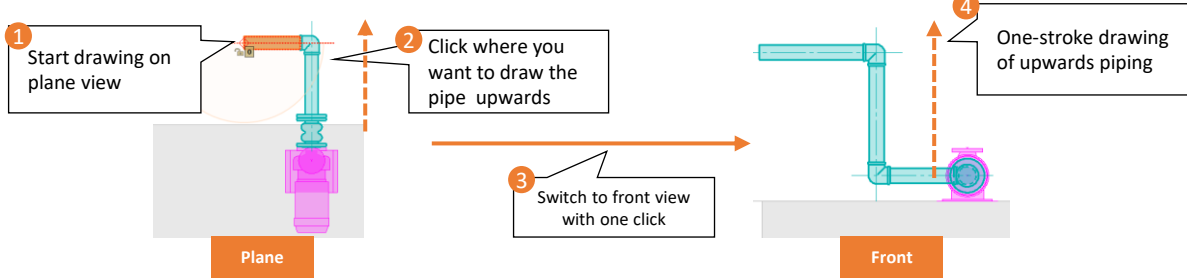 1
Start drawing on
plane view
2
Click where you
want to draw the
pipe upwards
3
Switch to front view
with one click
4
One-stroke drawing
of upwards piping
Plane
Front